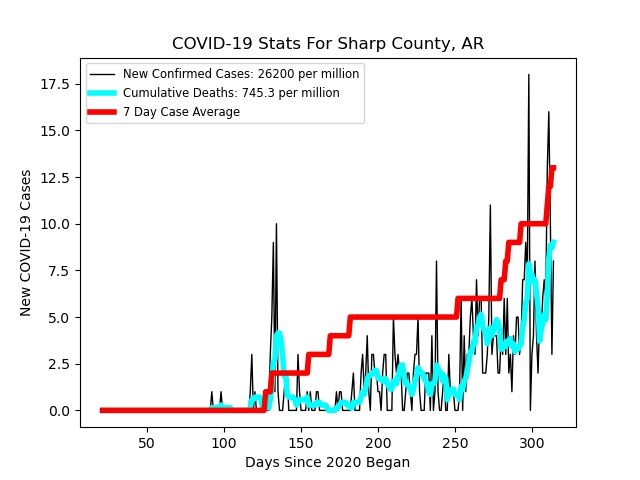 COVID-19 Stats For Sharp County, AR
New Confirmed Cases: 26200 per million
Cumulative Deaths: 745.3 per million
7 Day Case Average
New COVID-19 Cases
17.5
15.0
12.5
10.0
7.5
5.0
2.5
0.0
50 100 150 200 250 300
Days Since 2020 Began